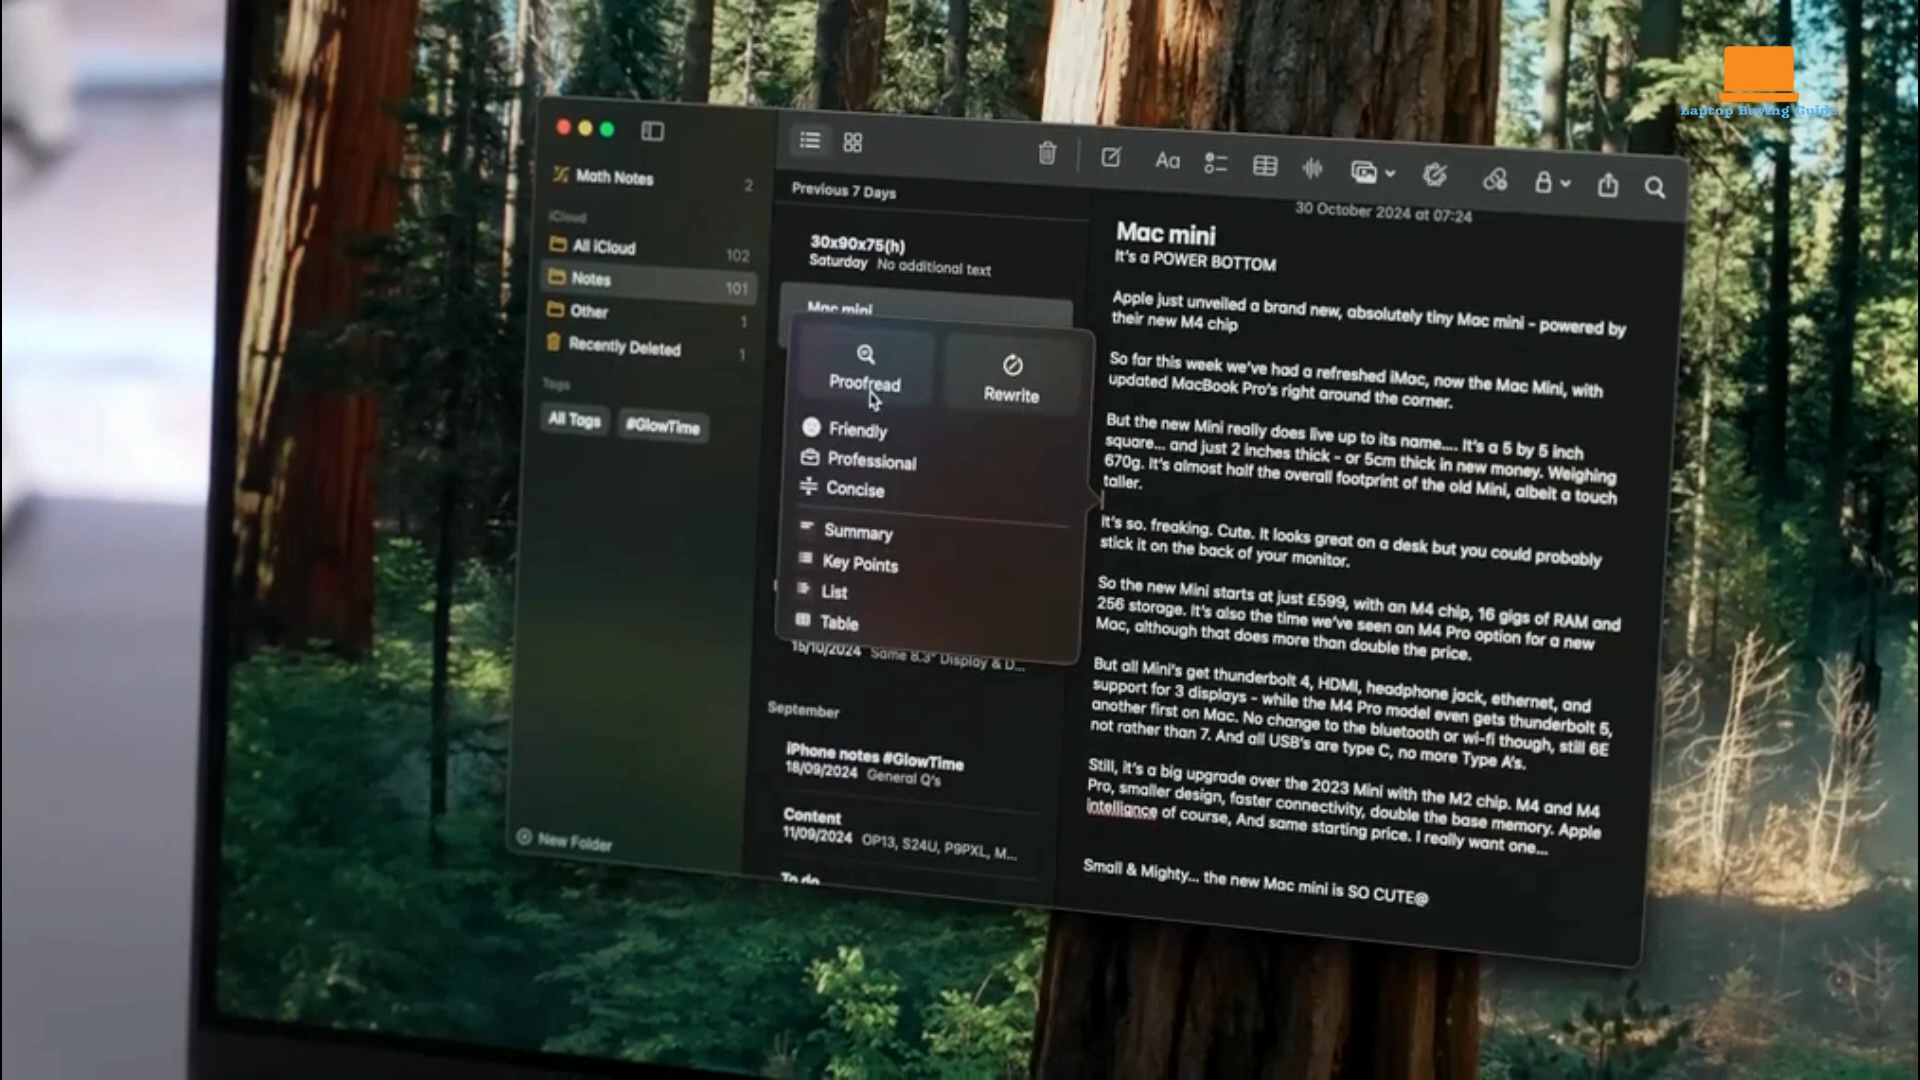 Laptop Buying Guide
Math Notes 2
iCloud
All iCloud 102
Notes 101
Other 1
Recently Deleted 1
Tags
All Tags #GlowTime
New Folder
Previous 7 Days
30x90x75(h)
Saturday No additional text
Mac mini
Proofread Rewrite
Friendly
Professional
Concise
Summary
Key Points
List
Table
15/10/2024 Same 8.3" Display & D...
September
iPhone notes #GlowTime
18/09/2024 General Q's
Content
11/09/2024 OP13, S24U, P9PXL, M...
To do
Aa
30 October 2024 at 07:24
Mac mini
It's a POWER BOTTOM
Apple just unveiled a brand new, absolutely tiny Mac mini - powered by
their new M4 chip
So far this week we've had a refreshed iMac, now the Mac Mini, with
updated MacBook Pro's right around the corner.
But the new Mini really does live up to its name.... It's a 5 by 5 inch
square... and just 2 inches thick - or 5cm thick in new money. Weighing
670g. It's almost half the overall footprint of the old Mini, albeit a touch
taller.
It's so. freaking. Cute. It looks great on a desk but you could probably
stick it on the back of your monitor.
So the new Mini starts at just £599, with an M4 chip, 16 gigs of RAM and
256 storage. It's also the time we've seen an M4 Pro option for a new
Mac, although that does more than double the price.
But all Mini's get thunderbolt 4, HDMI, headphone jack, ethernet, and
support for 3 displays - while the M4 Pro model even gets thunderbolt 5,
another first on Mac. No change to the bluetooth or wi-fi though, still 6E
not rather than 7. And all USB's are type C, no more Type A's.
Still, it's a big upgrade over the 2023 Mini with the M2 chip. M4 and M4
Pro, smaller design, faster connectivity, double the base memory. Apple
intelliance of course, And same starting price. I really want one...
Small & Mighty... the new Mac mini is SO CUTE@